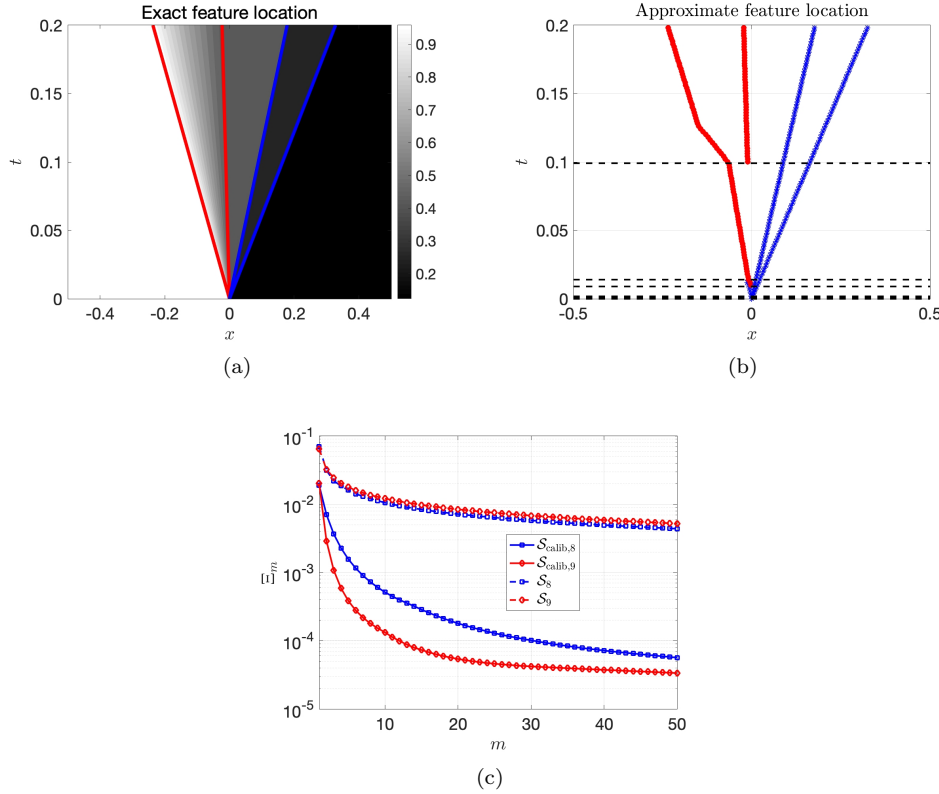 Exact feature location
Approximate feature location
0.2
0.15
0.1
0.05
0
t
-0.4
-0.2
0
0.2
0.4
x
0.9
0.8
0.7
0.6
0.5
0.4
0.3
0.2
0.2
0.15
0.1
0.05
0
t
-0.5
0
0.5
x
(a)
(b)
10⁻¹
10⁻²
10⁻³
10⁻⁴
10⁻⁵
Ξₘ
S_calib,8
S_calib,9
S_8
S_9
10
20
30
40
50
m
(c)